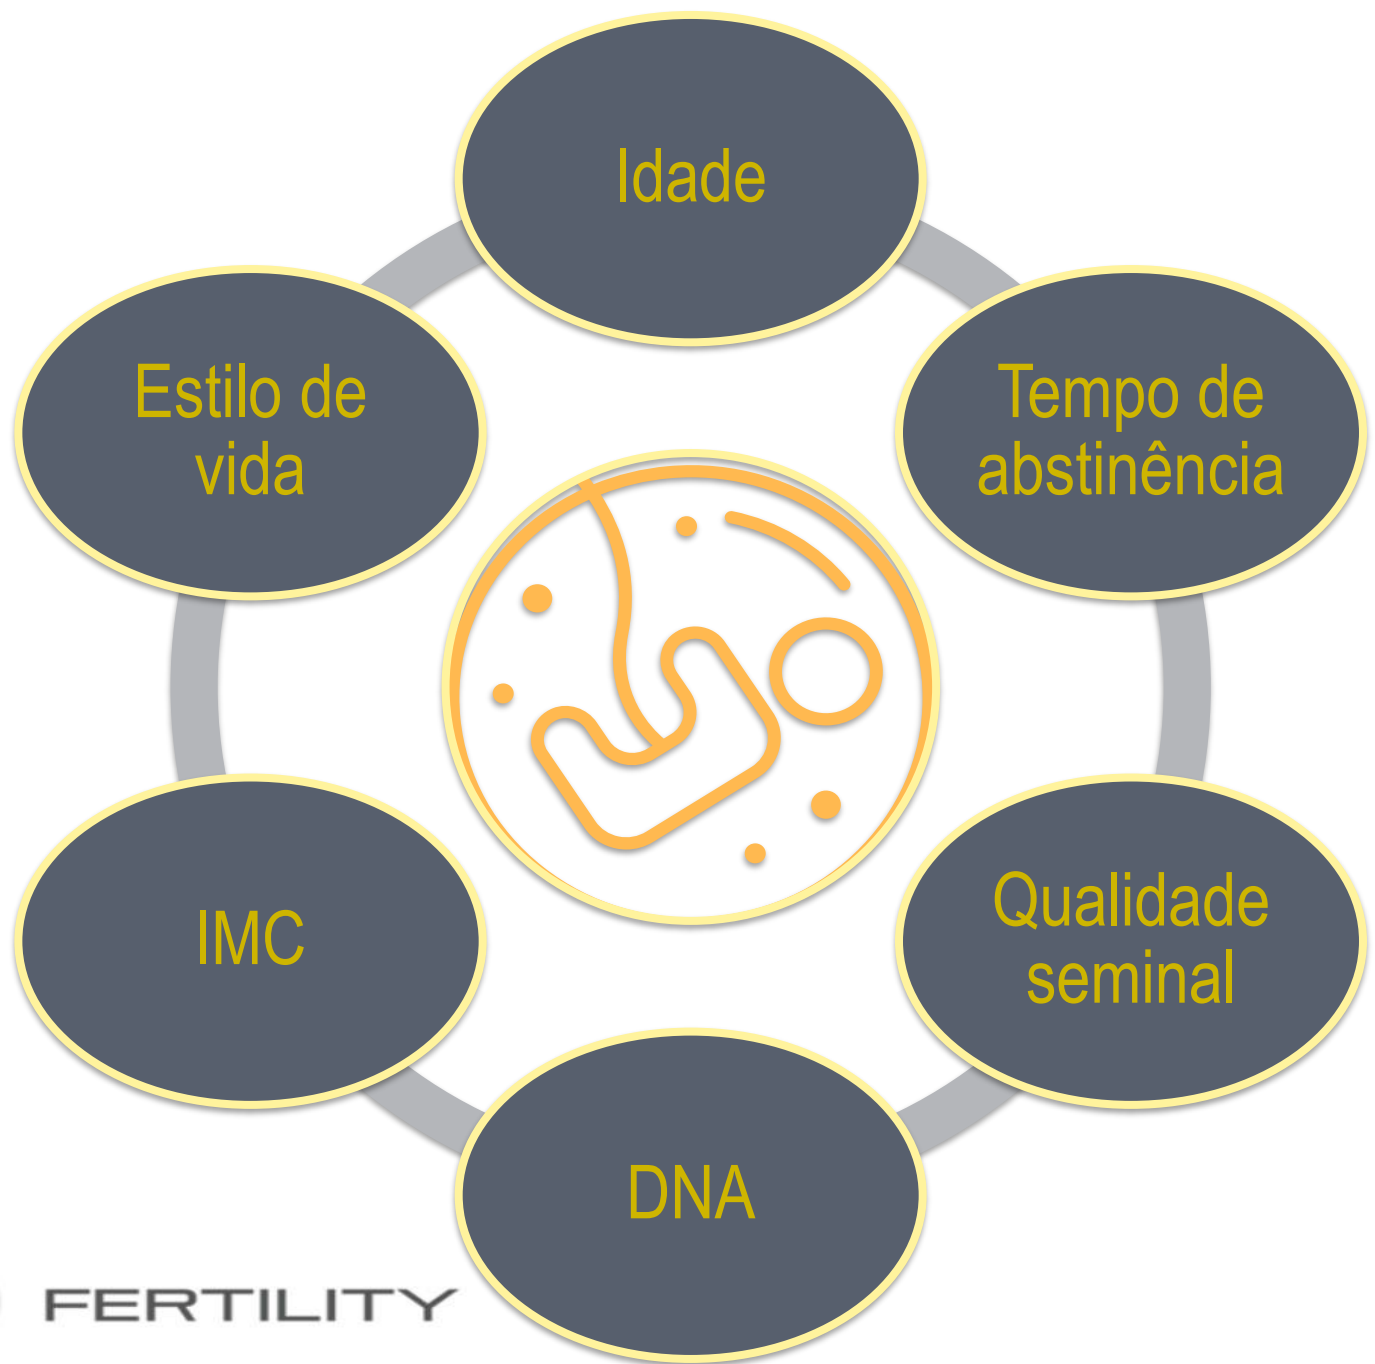 Idade
Tempo de
abstinência
Qualidade
seminal
DNA
IMC
Estilo de
vida
FERTILITY